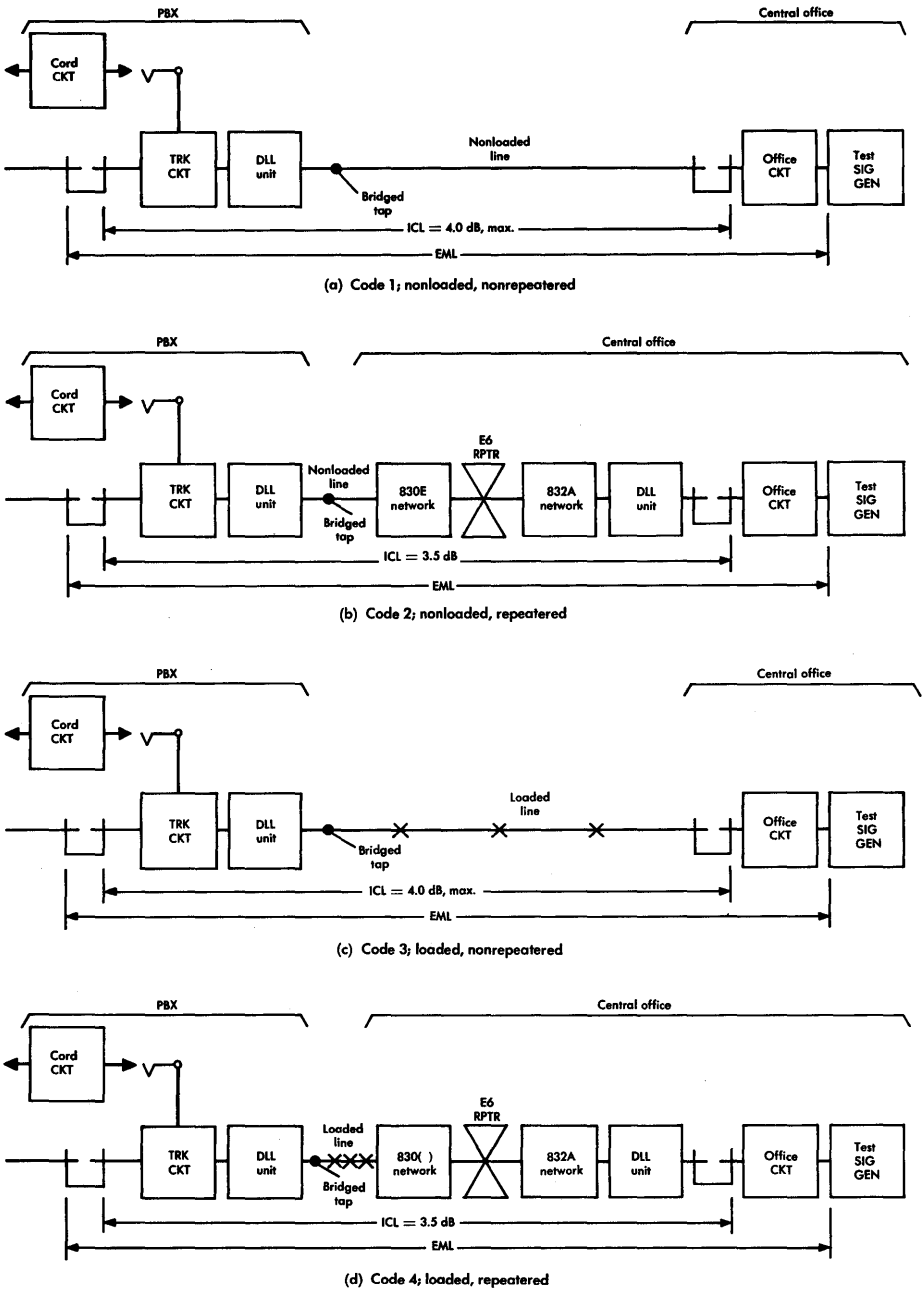 PBX
Central office
Cord
CKT
TRK
CKT
DLL
unit
Nonloaded
line
Bridged
tap
Office
CKT
Test
SIG
GEN
ICL = 4.0 dB, max.
EML
(a) Code 1; nonloaded, nonrepeatered
PBX
Central office
Cord
CKT
E6
RPTR
TRK
CKT
DLL
unit
Nonloaded
line
Bridged
tap
830E
network
832A
network
DLL
unit
Office
CKT
Test
SIG
GEN
ICL = 3.5 dB
EML
(b) Code 2; nonloaded, repeatered
PBX
Central office
Cord
CKT
TRK
CKT
DLL
unit
Loaded
line
Bridged
tap
Office
CKT
Test
SIG
GEN
ICL = 4.0 dB, max.
EML
(c) Code 3; loaded, nonrepeatered
PBX
Central office
Cord
CKT
E6
RPTR
TRK
CKT
DLL
unit
Loaded
line
Bridged
tap
830( )
network
832A
network
DLL
unit
Office
CKT
Test
SIG
GEN
ICL = 3.5 dB
EML
(d) Code 4; loaded, repeatered